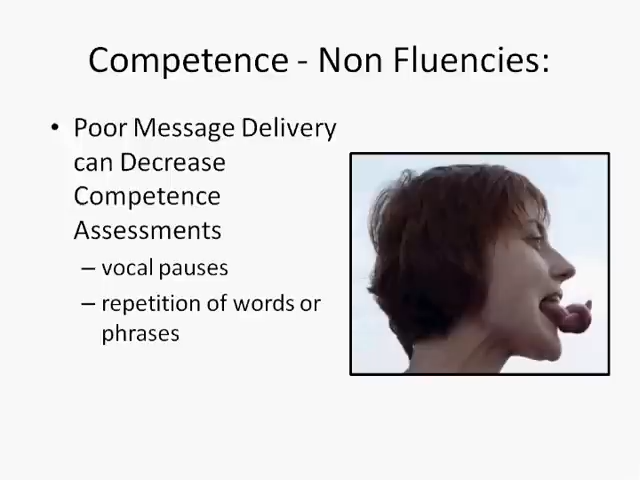 Competence - Non Fluencies:
• Poor Message Delivery
can Decrease
Competence
Assessments
– vocal pauses
– repetition of words or
phrases